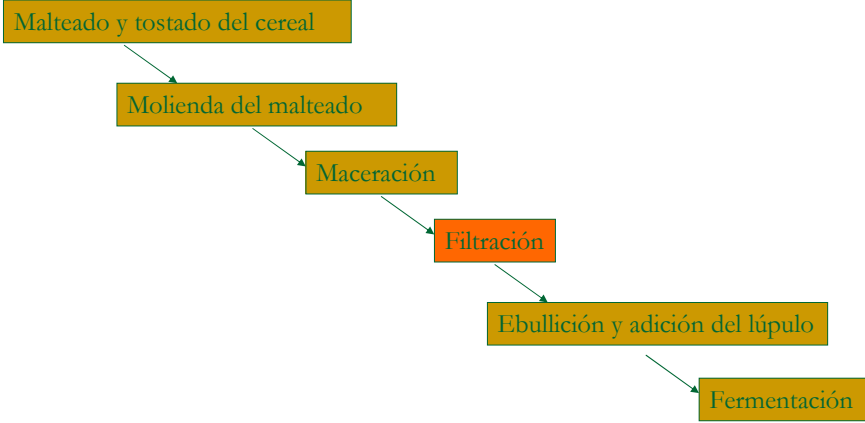 Malteado y tostado del cereal
Molienda del malteado
Maceración
Filtración
Ebullición y adición del lúpulo
Fermentación